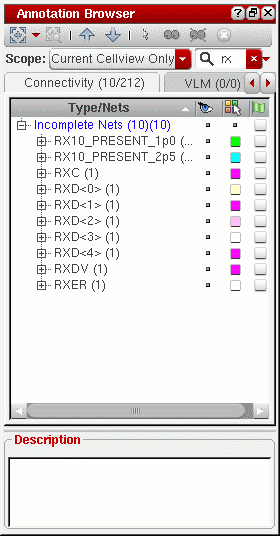 Annotation Browser
Scope: Current Cellview Only rx
Connectivity (10/212) VLM (0/0)
Type/Nets
Incomplete Nets (10)(10)
RX10_PRESENT_1p0 (...
RX10_PRESENT_2p5 (...
RXC (1)
RXD<0> (1)
RXD<1> (1)
RXD<2> (1)
RXD<3> (1)
RXD<4> (1)
RXDV (1)
RXER (1)
Description